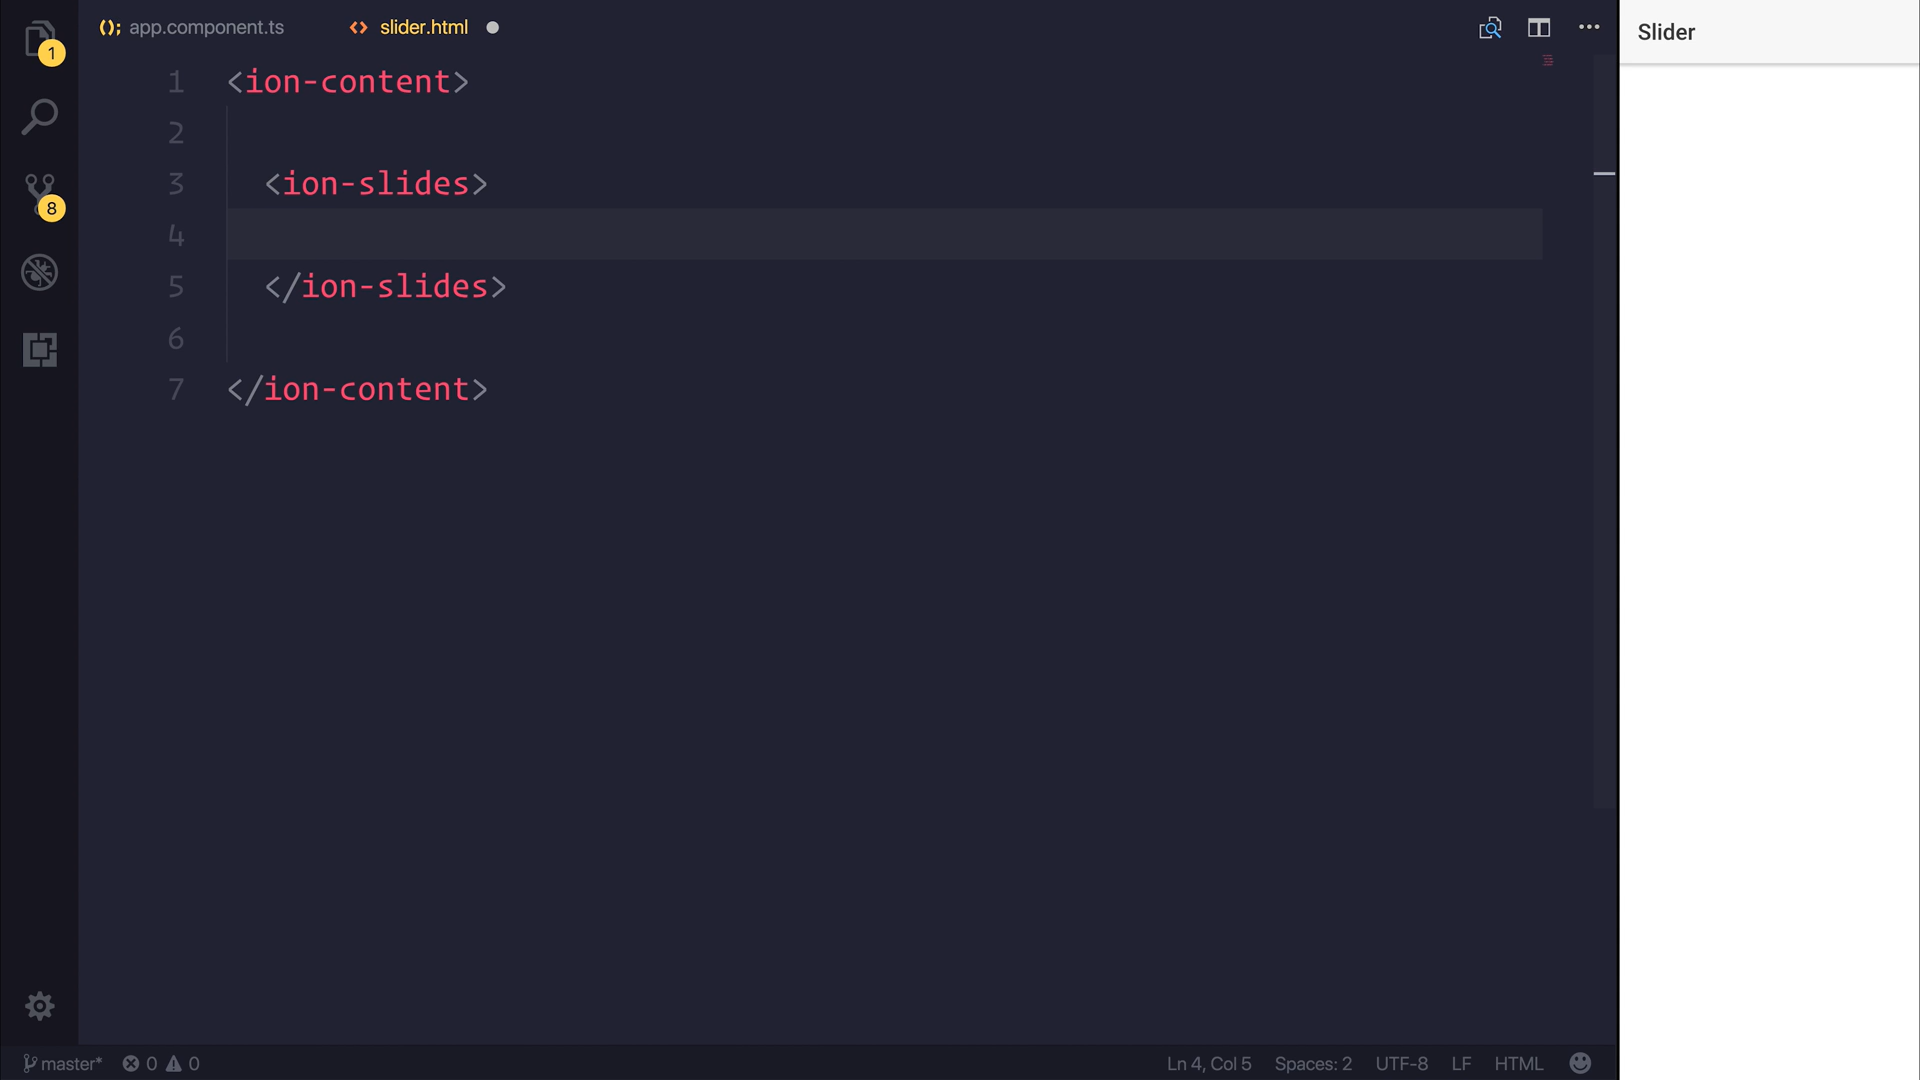 (); app.component.ts <> slider.html
Slider
1
8
1 <ion-content>
2
3 <ion-slides>
4
5 </ion-slides>
6
7 </ion-content>
master* 0 0 Ln 4, Col 5 Spaces: 2 UTF-8 LF HTML